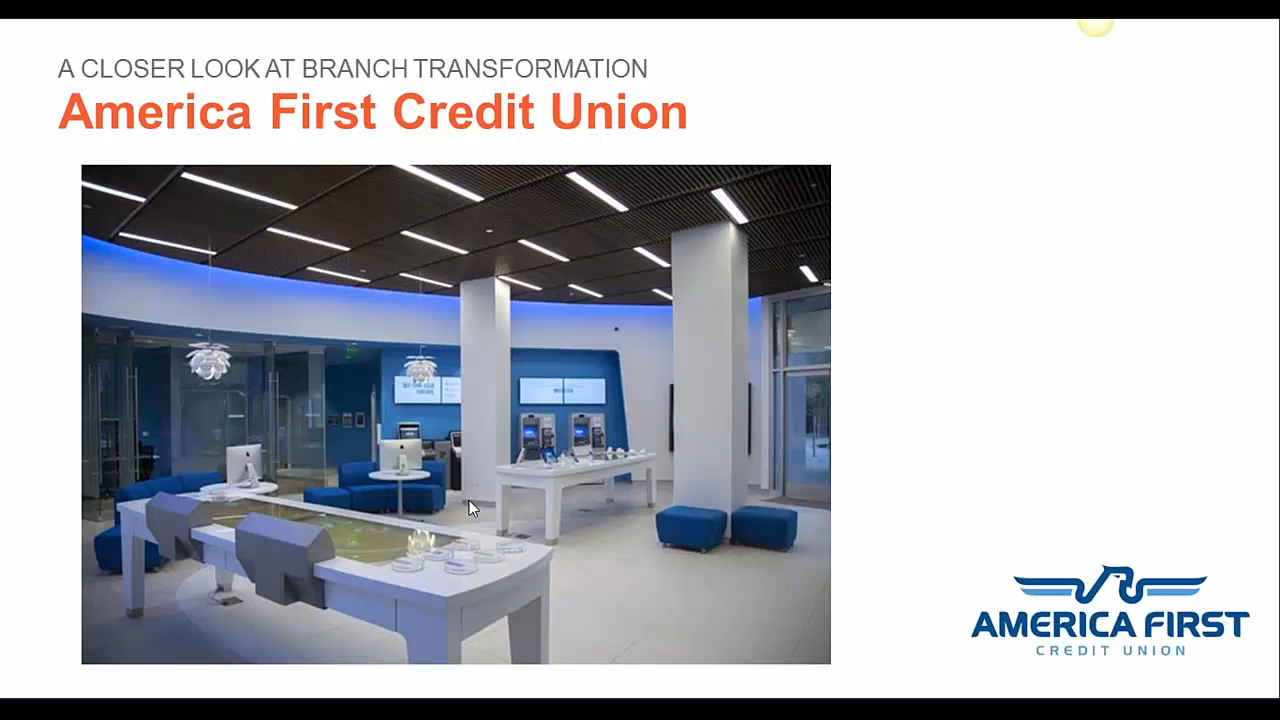 A CLOSER LOOK AT BRANCH TRANSFORMATION
America First Credit Union
AMERICA FIRST
CREDIT UNION